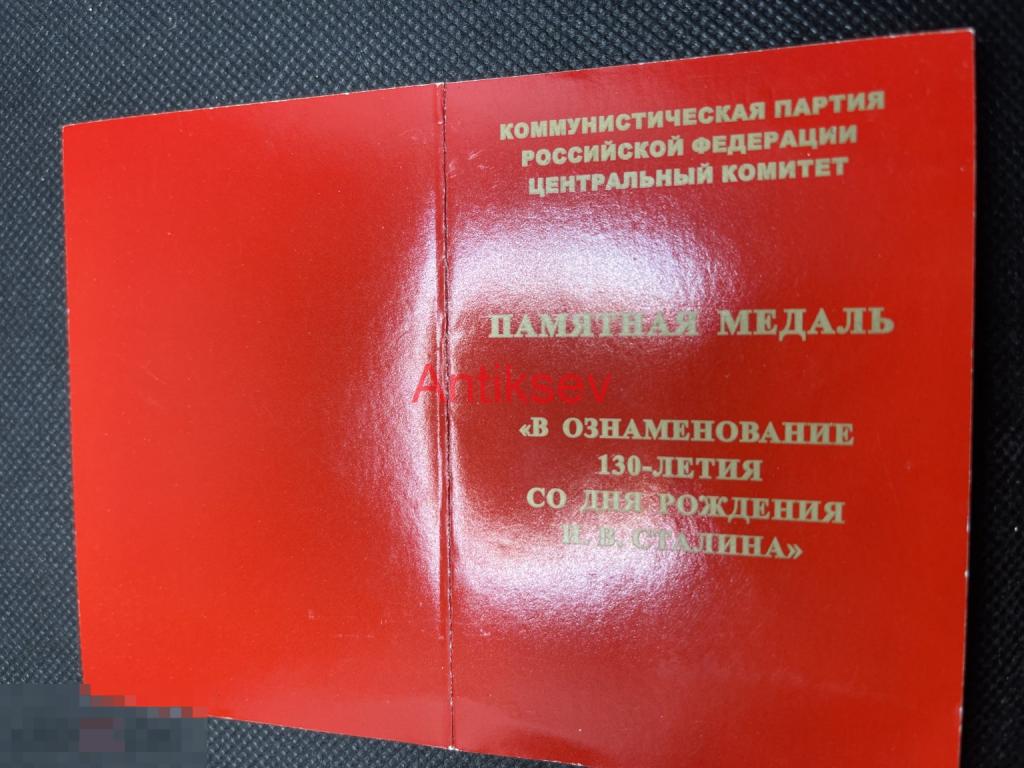 КОММУНИСТИЧЕСКАЯ ПАРТИЯ
РОССИЙСКОЙ ФЕДЕРАЦИИ
ЦЕНТРАЛЬНЫЙ КОМИТЕТ
ПАМЯТНАЯ МЕДАЛЬ
Antiksev
«В ОЗНАМЕНОВАНИЕ
130-ЛЕТИЯ
СО ДНЯ РОЖДЕНИЯ
И. В. СТАЛИНА»